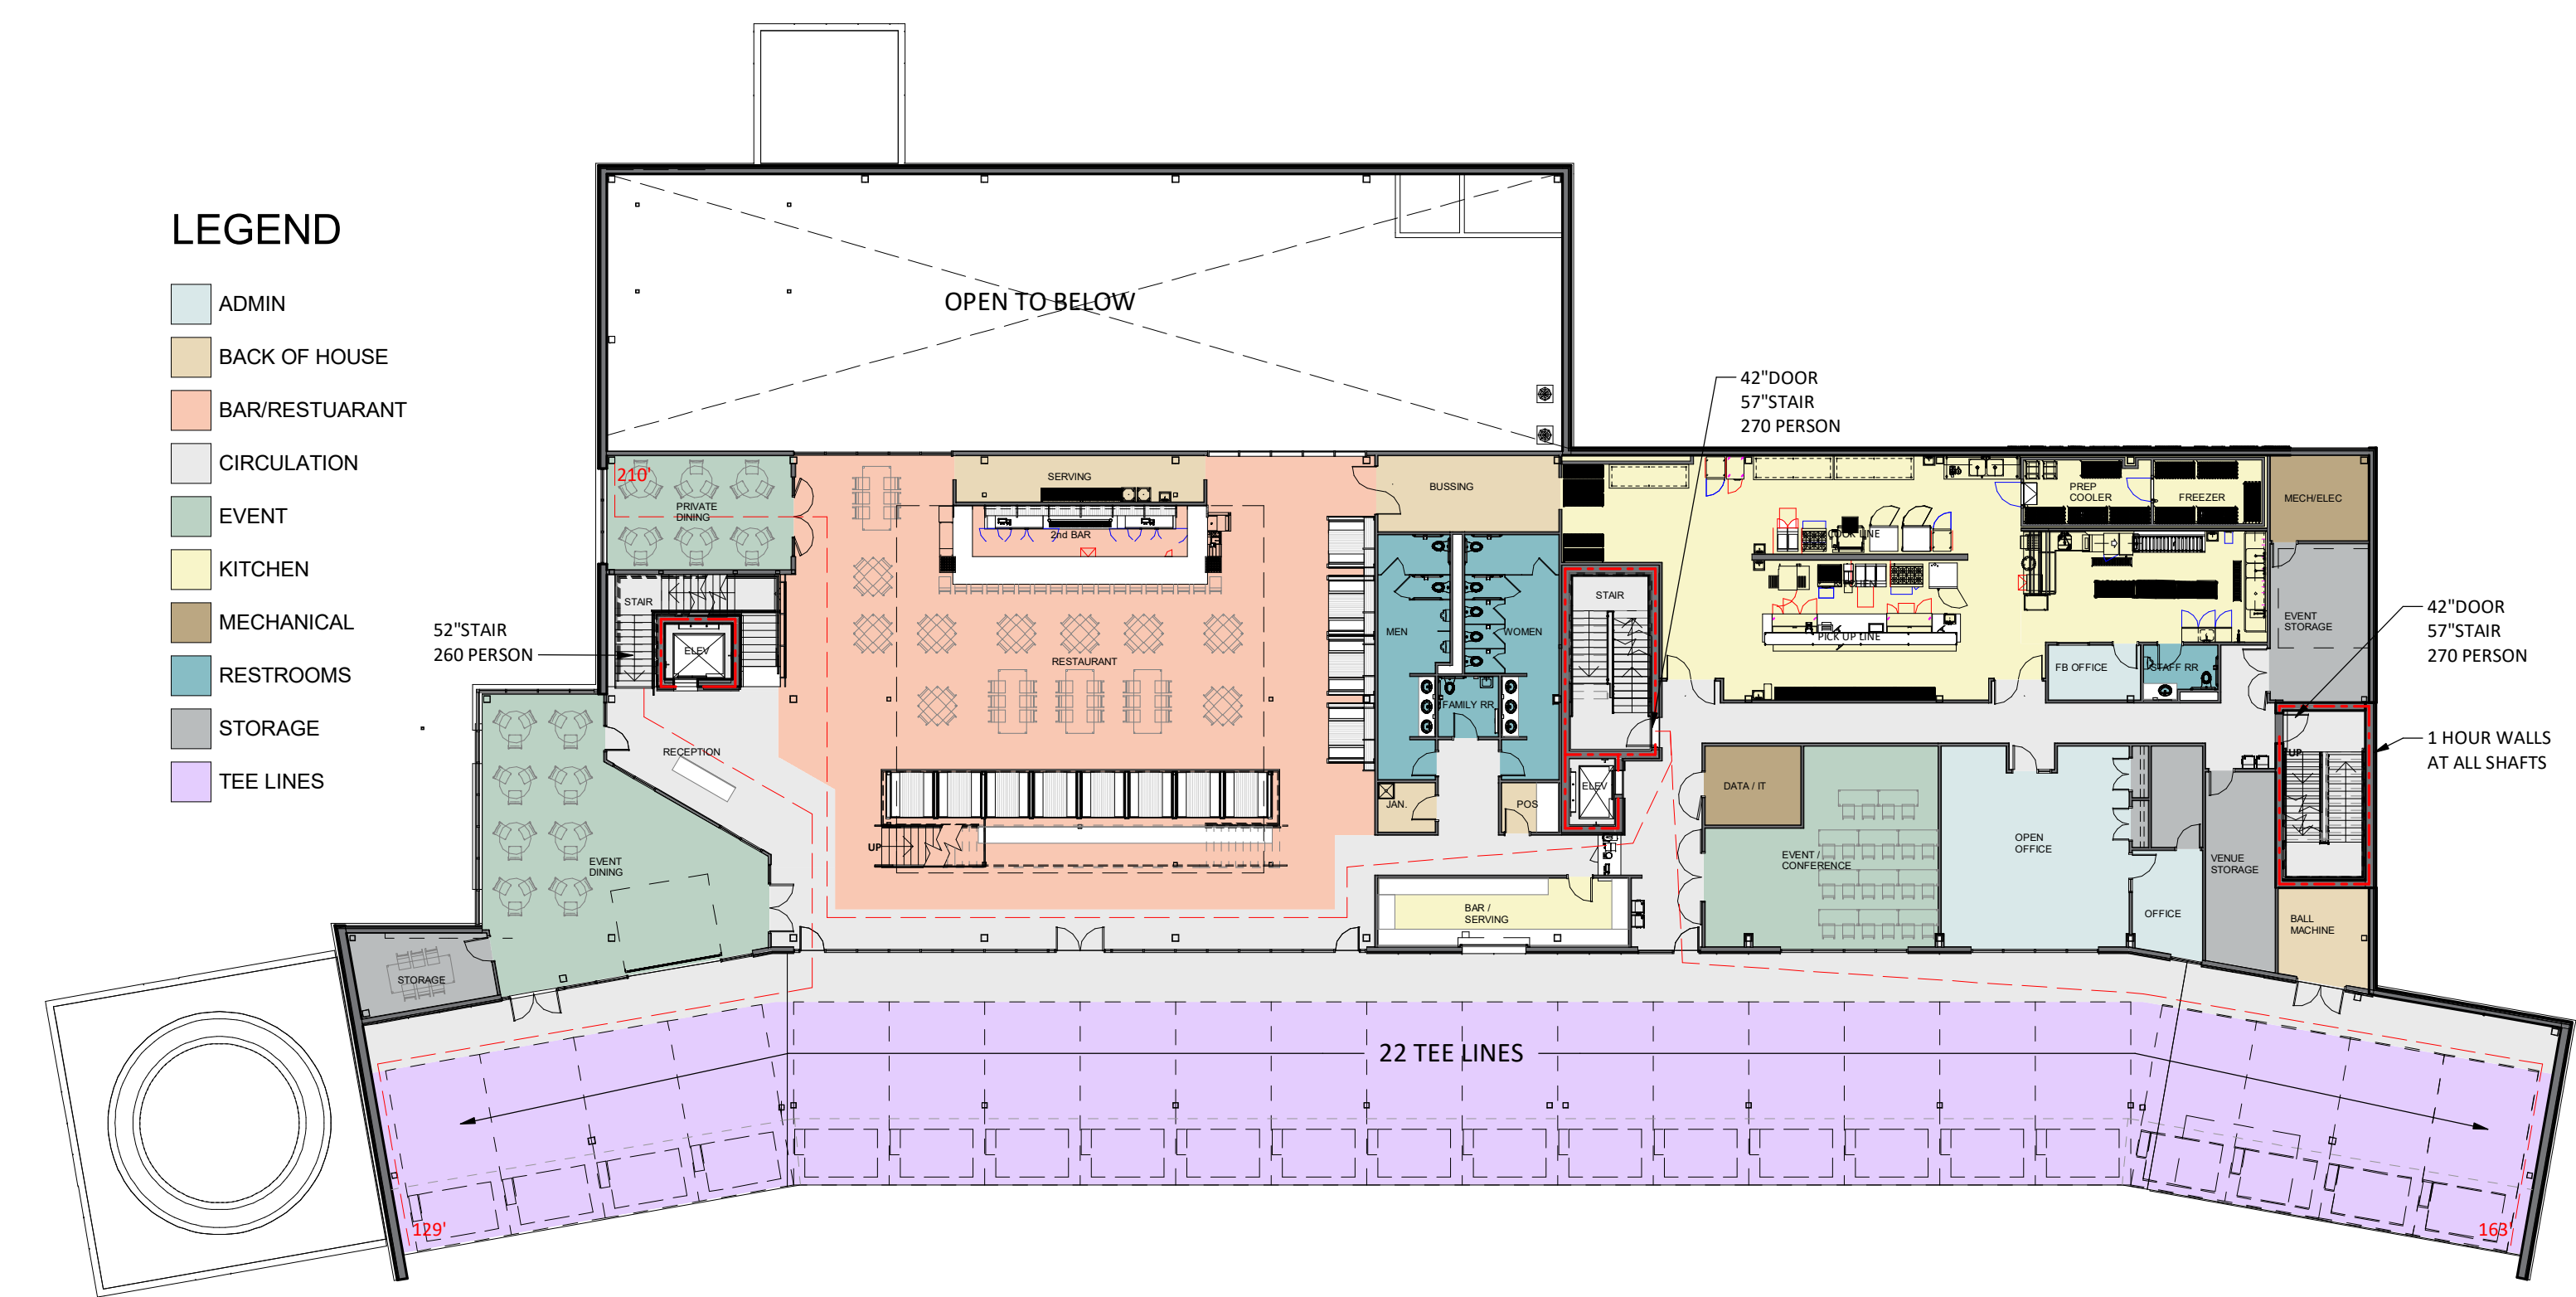 LEGEND
ADMIN
BACK OF HOUSE
BAR/RESTUARANT
CIRCULATION
EVENT
KITCHEN
MECHANICAL
RESTROOMS
STORAGE
TEE LINES
OPEN TO BELOW
42"DOOR
57"STAIR
270 PERSON
210'
PRIVATE
DINING
SERVING
2nd BAR
BUSSING
PREP
COOLER
FREEZER
MECH/ELEC
COOK LINE
STAIR
ELEV
52"STAIR
260 PERSON
MEN
WOMEN
STAIR
PICK UP LINE
EVENT
STORAGE
42"DOOR
57"STAIR
270 PERSON
RESTAURANT
FB OFFICE
STAFF RR
FAMILY RR
RECEPTION
UP
1 HOUR WALLS
AT ALL SHAFTS
JAN.
POS
ELEV
DATA / IT
UP
EVENT
DINING
EVENT /
CONFERENCE
OPEN
OFFICE
VENUE
STORAGE
BAR /
SERVING
OFFICE
BALL
MACHINE
STORAGE
22 TEE LINES
129'
163'